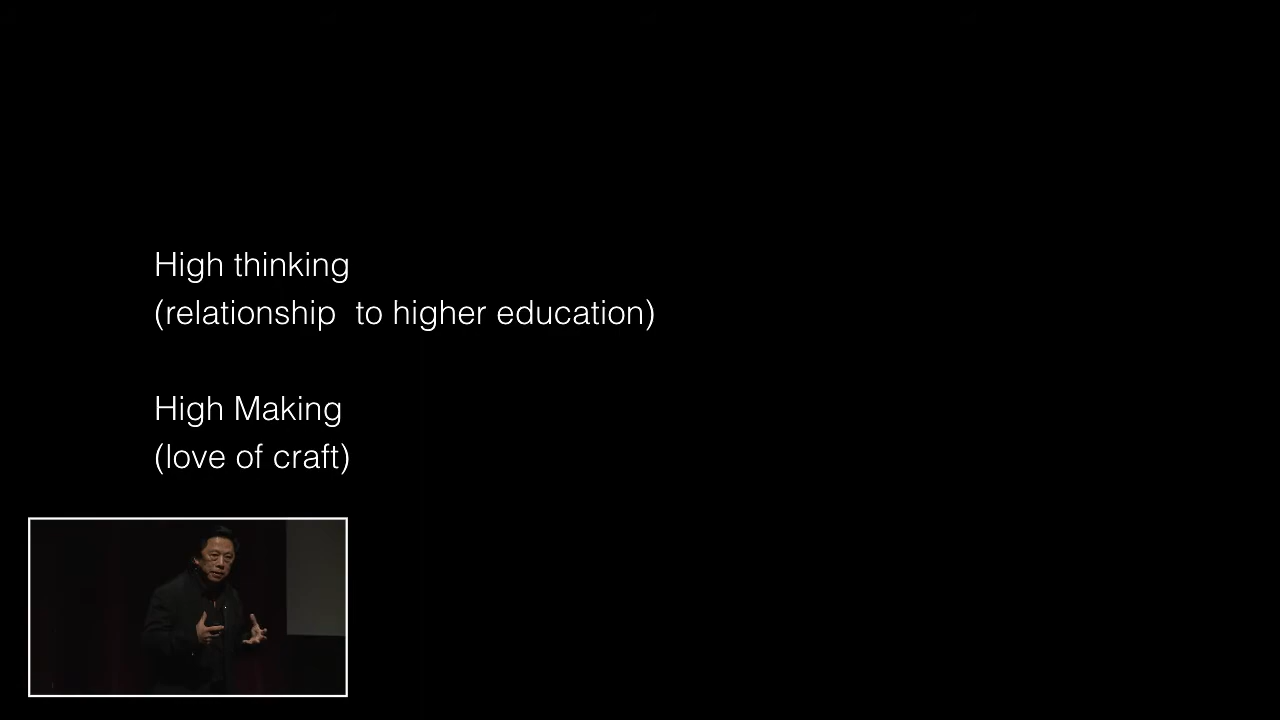 High thinking
(relationship  to higher education)
High Making
(love of craft)